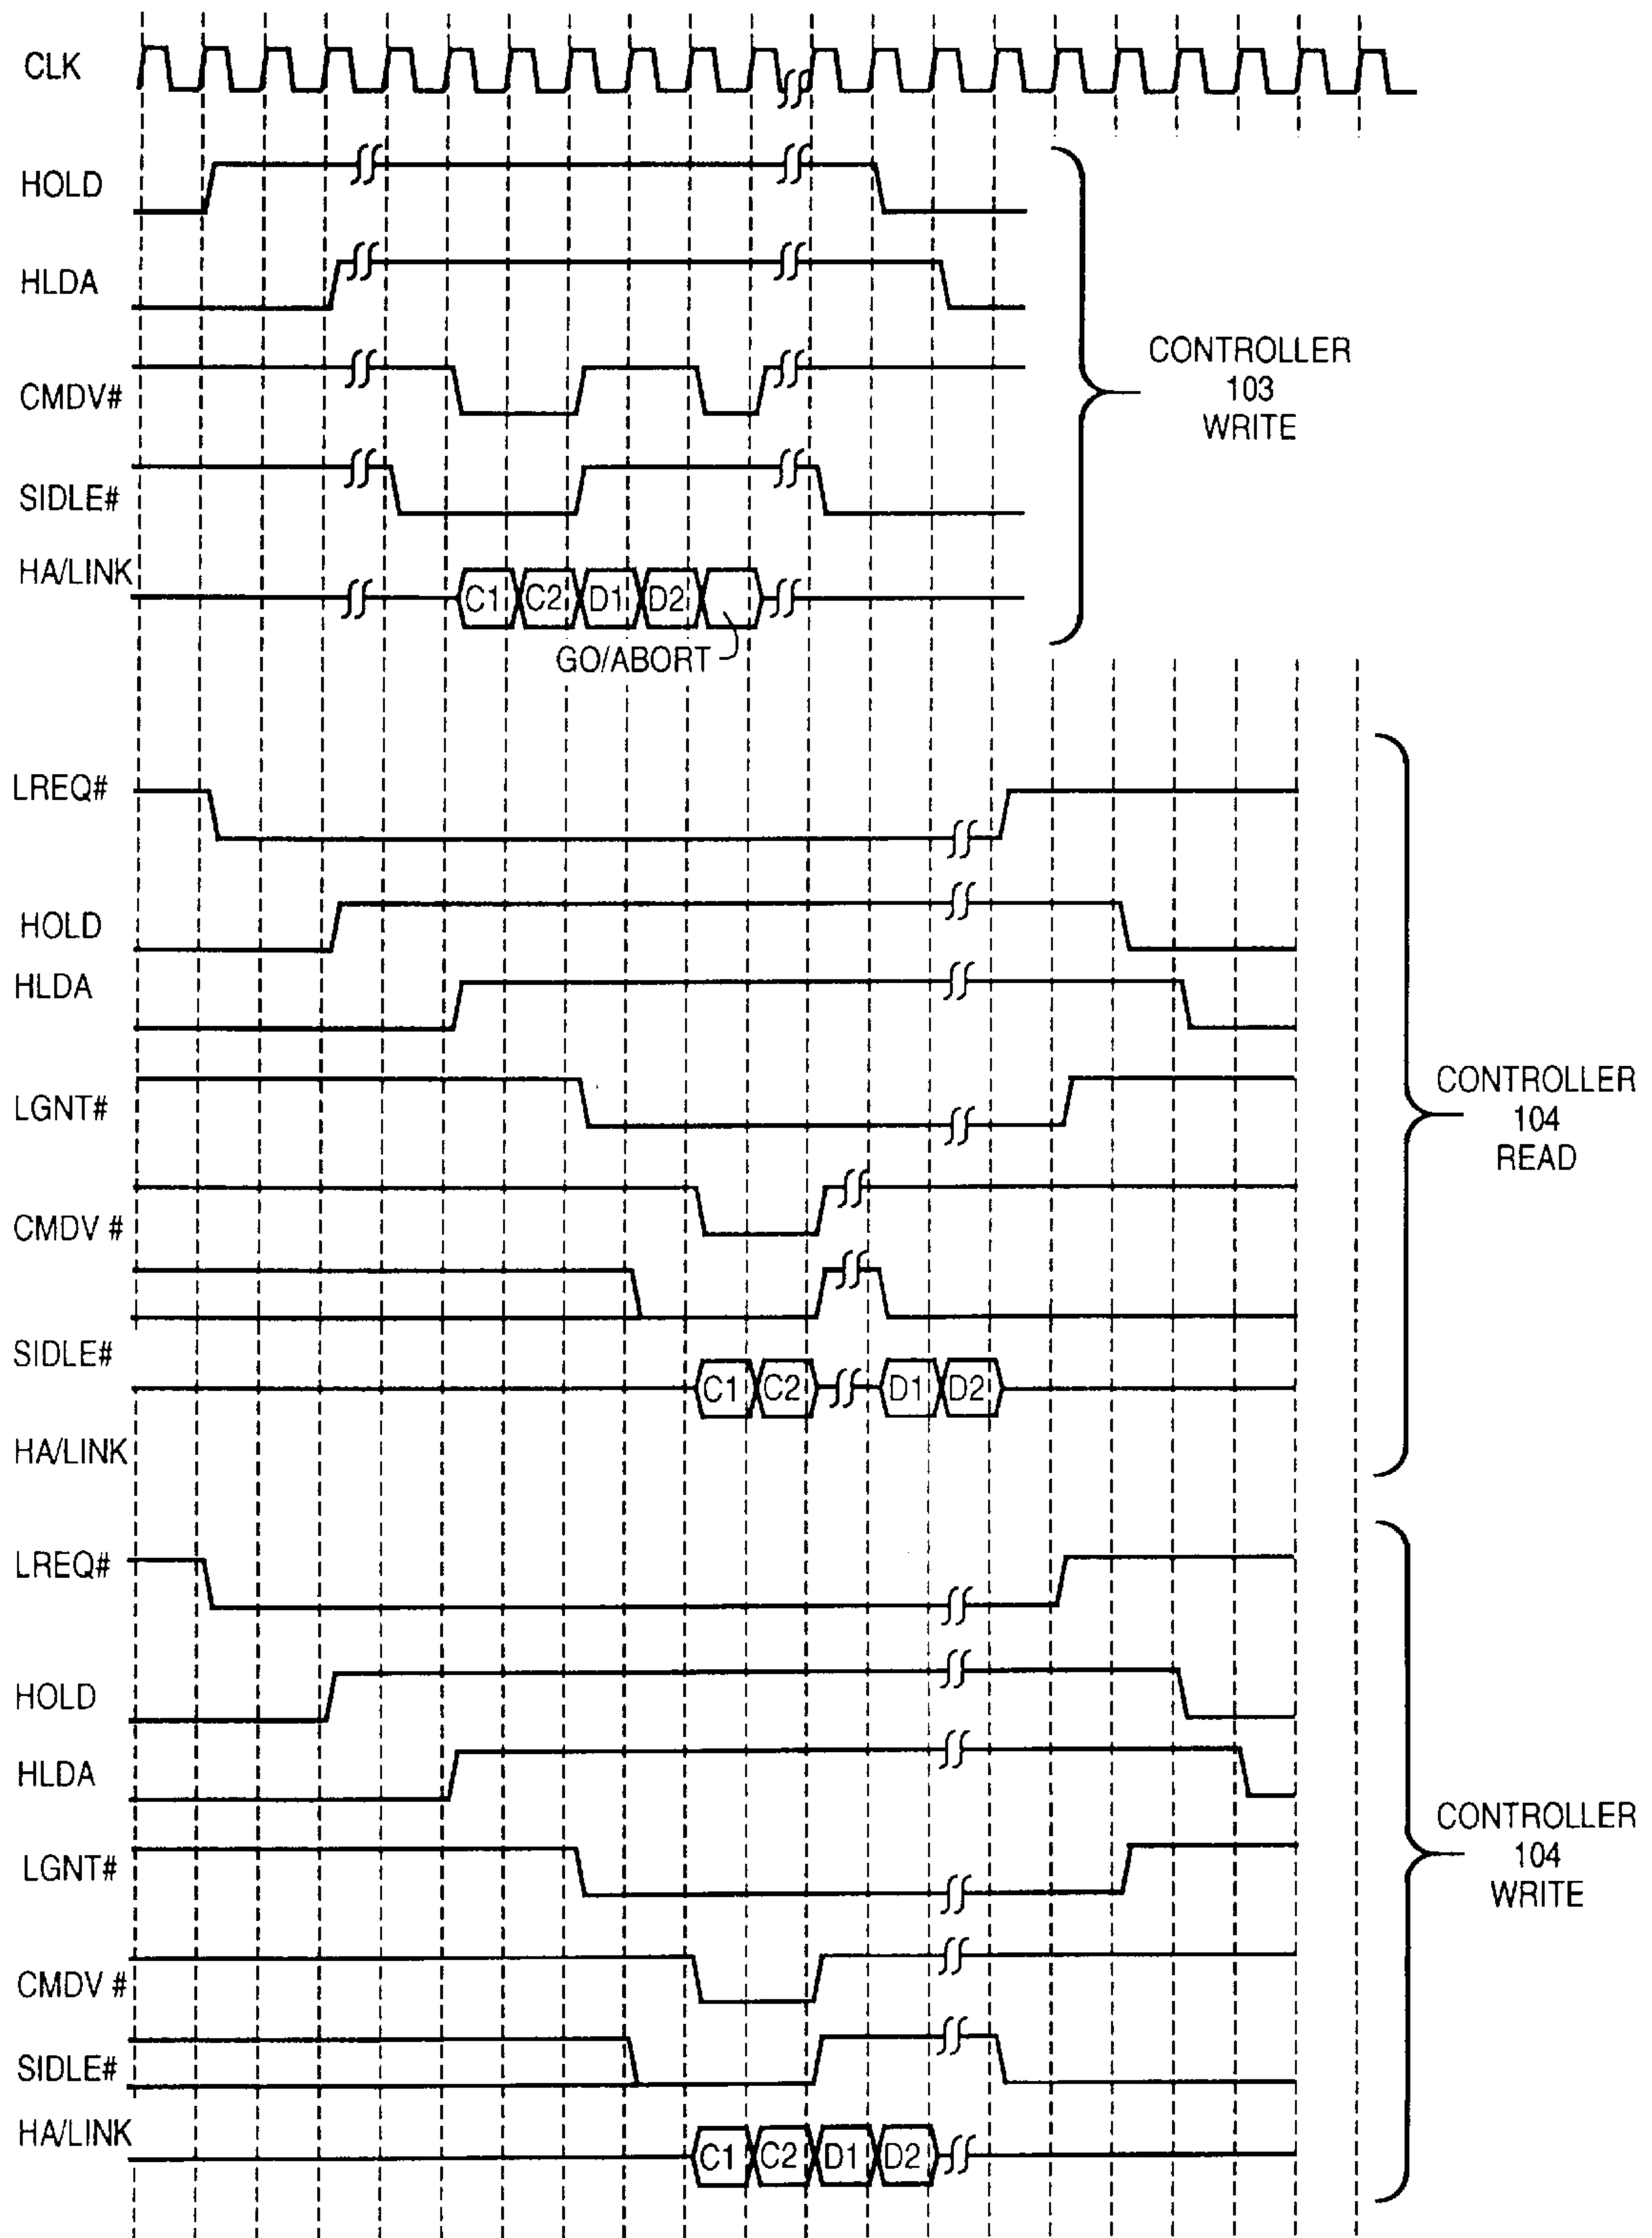 CLK
HOLD
HLDA
CMDV#
SIDLE#
HA/LINK
C1 C2 D1 D2
GO/ABORT
CONTROLLER
103
WRITE
LREQ#
HOLD
HLDA
LGNT#
CMDV #
SIDLE#
C1 C2 D1 D2
HA/LINK
CONTROLLER
104
READ
LREQ#
HOLD
HLDA
LGNT#
CMDV #
SIDLE#
HA/LINK
C1 C2 D1 D2
CONTROLLER
104
WRITE